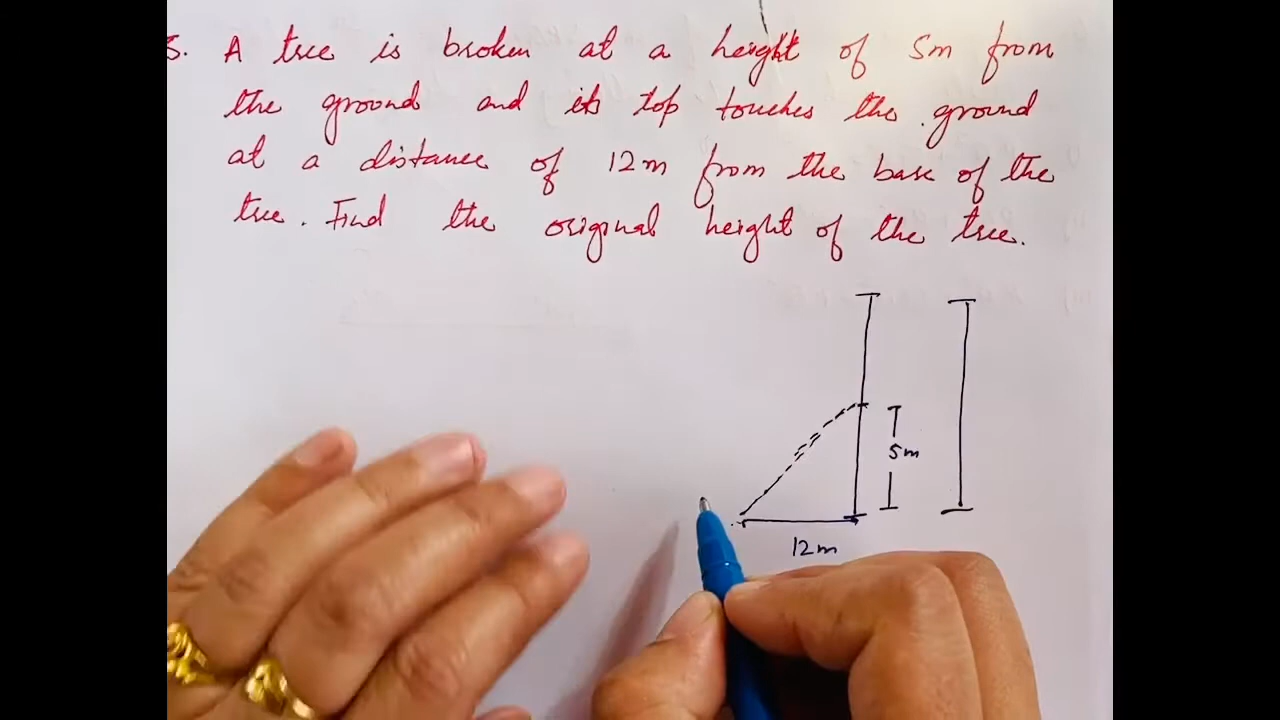 3. A tree is broken at a height of 5m from
the ground and its top touches the ground
at a distance of 12m from the base of the
tree. Find the original height of the tree.
5m
12m